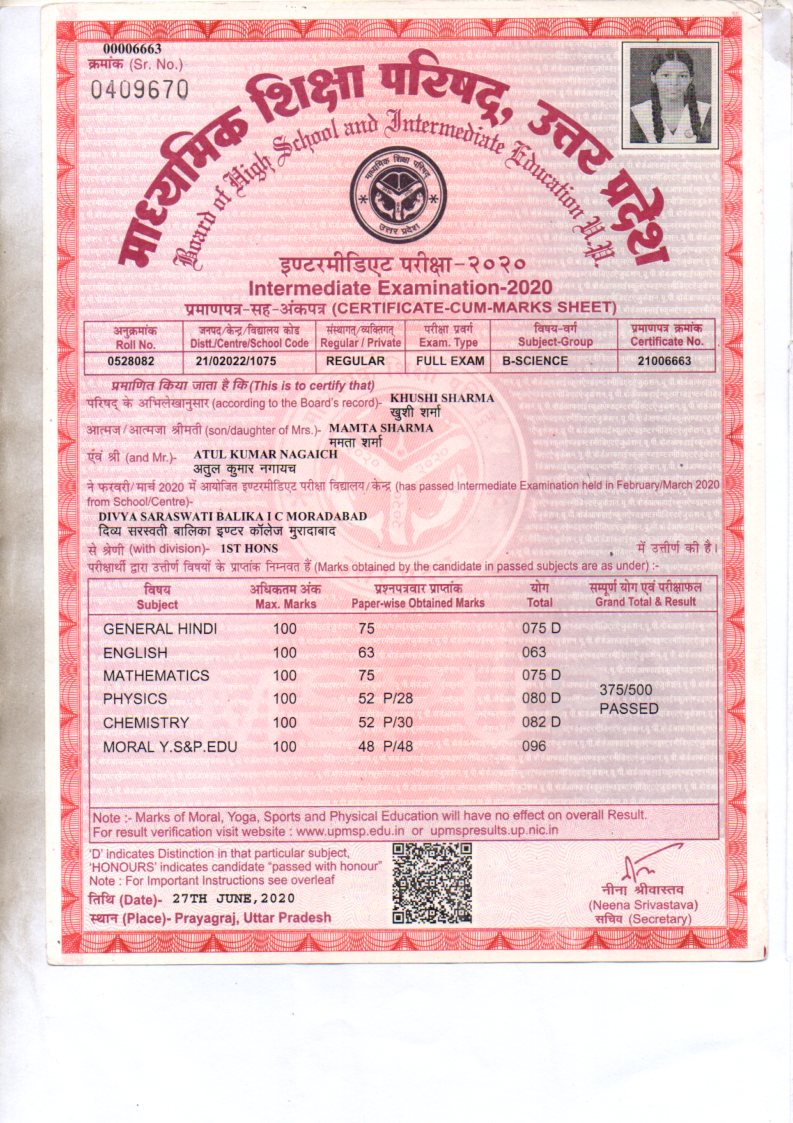 00006663
क्रमांक (Sr. No.)
0409670
माध्यमिक शिक्षा परिषद्, उत्तर प्रदेश
Board of High School and Intermediate Education U.P.
माध्यमिक शिक्षा परिषद्
उत्तर प्रदेश
इण्टरमीडिएट परीक्षा-२०२०
Intermediate Examination-2020
प्रमाणपत्र-सह-अंकपत्र (CERTIFICATE-CUM-MARKS SHEET)
अनुक्रमांक जनपद/केन्द्र/विद्यालय कोड संस्थागत्/व्यक्तिगत् परीक्षा प्रवर्ग विषय-वर्ग प्रमाणपत्र क्रमांक
Roll No. Distt./Centre/School Code Regular / Private Exam. Type Subject-Group Certificate No.
0528082 21/02022/1075 REGULAR FULL EXAM B-SCIENCE 21006663
प्रमाणित किया जाता है कि (This is to certify that)
परिषद् के अभिलेखानुसार (according to the Board's record)- KHUSHI SHARMA
खुशी शर्मा
आत्मज/आत्मजा श्रीमती (son/daughter of Mrs.)- MAMTA SHARMA
ममता शर्मा
एंव श्री (and Mr.)- ATUL KUMAR NAGAICH
अतुल कुमार नगायच
ने फरवरी/मार्च 2020 में आयोजित इण्टरमीडिएट परीक्षा विद्यालय/केन्द्र (has passed Intermediate Examination held in February/March 2020
from School/Centre)-
DIVYA SARASWATI BALIKA I C MORADABAD
दिव्य सरस्वती बालिका इण्टर कॉलेज मुरादाबाद
से श्रेणी (with division)- 1ST HONS में उत्तीर्ण की है।
परीक्षार्थी द्वारा उत्तीर्ण विषयों के प्राप्तांक निम्नवत हैं (Marks obtained by the candidate in passed subjects are as under) :-
विषय अधिकतम अंक प्रश्नपत्रवार प्राप्तांक योग सम्पूर्ण योग एवं परीक्षाफल
Subject Max. Marks Paper-wise Obtained Marks Total Grand Total & Result
GENERAL HINDI 100 75 075 D
ENGLISH 100 63 063
MATHEMATICS 100 75 075 D
PHYSICS 100 52 P/28 080 D
375/500
PASSED
CHEMISTRY 100 52 P/30 082 D
MORAL Y.S&P.EDU 100 48 P/48 096
Note :- Marks of Moral, Yoga, Sports and Physical Education will have no effect on overall Result.
For result verification visit website : www.upmsp.edu.in or upmspresults.up.nic.in
'D' indicates Distinction in that particular subject,
'HONOURS' indicates candidate "passed with honour"
Note : For Important Instructions see overleaf
तिथि (Date)- 27TH JUNE,2020
स्थान (Place)- Prayagraj, Uttar Pradesh
नीना श्रीवास्तव
(Neena Srivastava)
सचिव (Secretary)